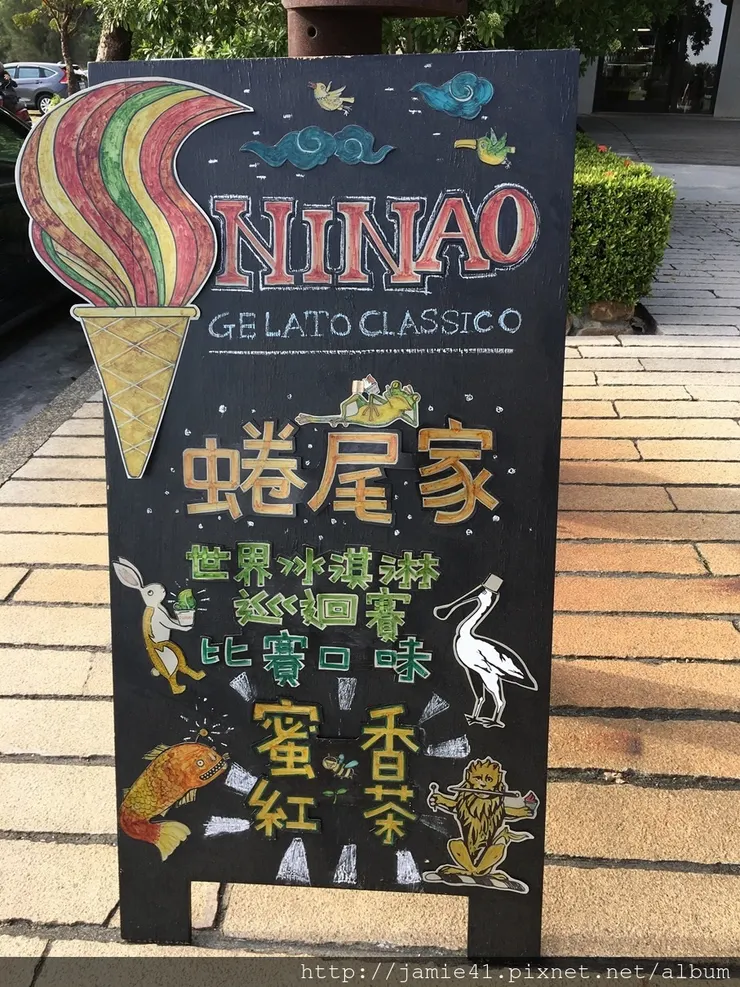 NINAO
GELATO CLASSICO
蜷尾家
世界冰淇淋
巡迴賽
比賽口味
蜜香
紅茶
http://jamie41.pixnet.net/album